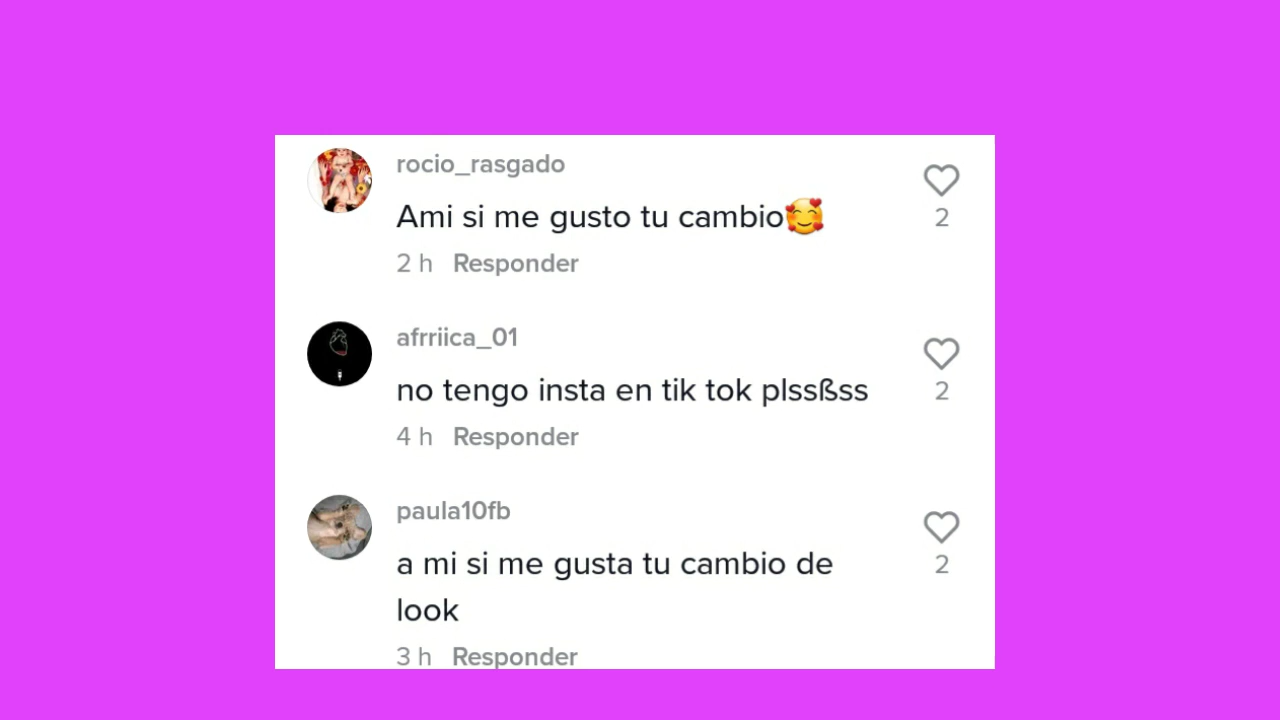 rocio_rasgado
Ami si me gusto tu cambio🥰
2
2 h Responder
afrriica_01
no tengo insta en tik tok plssßss
2
4 h Responder
paula10fb
a mi si me gusta tu cambio de
look
2
3 h Responder